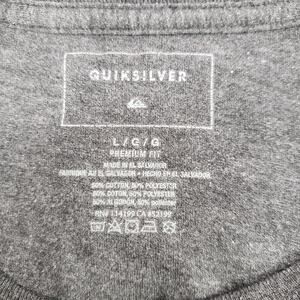 QUIKSILVER
L / G / G
PREMIUM FIT
MADE IN EL SALVADOR
FABRIQUÉ AU EL SALVADOR • HECHO EN EL SALVADOR
50% COTTON, 50% POLYESTER
50% COTON, 50% POLYESTER
50% ALGODÓN, 50% poliéster
RN# 114199 CA #52199